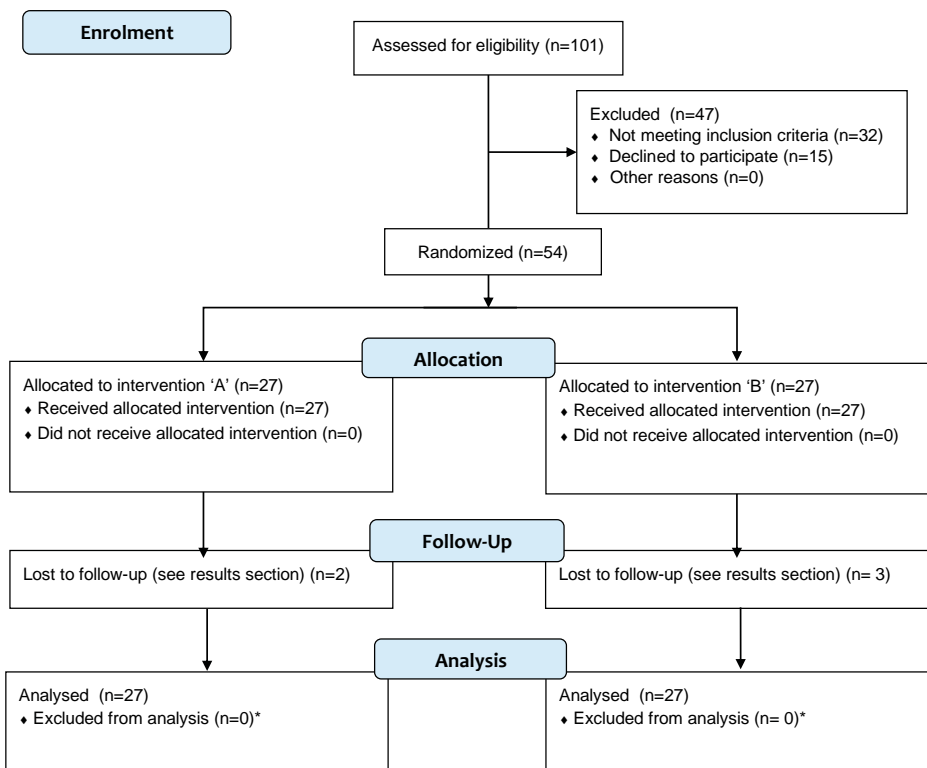 Enrolment
Assessed for eligibility (n=101)
Excluded (n=47)
♦ Not meeting inclusion criteria (n=32)
♦ Declined to participate (n=15)
♦ Other reasons (n=0)
Randomized (n=54)
Allocation
Allocated to intervention ‘A’ (n=27)
♦ Received allocated intervention (n=27)
♦ Did not receive allocated intervention (n=0)
Allocated to intervention ‘B’ (n=27)
♦ Received allocated intervention (n=27)
♦ Did not receive allocated intervention (n=0)
Follow-Up
Lost to follow-up (see results section) (n=2)
Lost to follow-up (see results section) (n= 3)
Analysis
Analysed (n=27)
♦ Excluded from analysis (n=0)*
Analysed (n=27)
♦ Excluded from analysis (n= 0)*